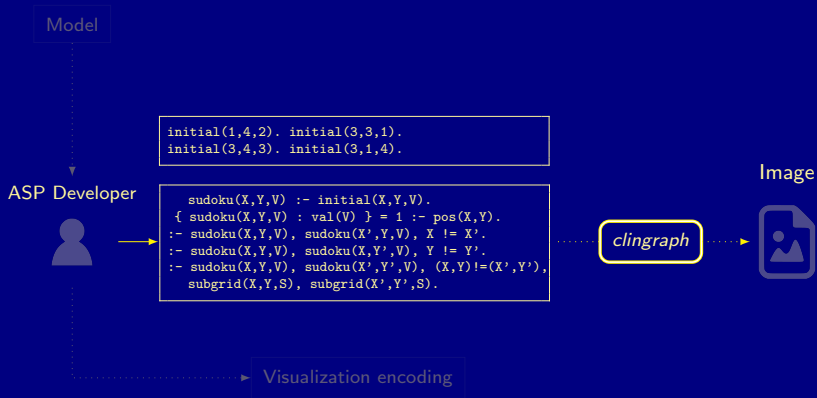 Model
initial(1,4,2). initial(3,3,1).
initial(3,4,3). initial(3,1,4).
ASP Developer
sudoku(X,Y,V) :- initial(X,Y,V).
{ sudoku(X,Y,V) : val(V) } = 1 :- pos(X,Y).
:- sudoku(X,Y,V), sudoku(X',Y,V), X != X'.
:- sudoku(X,Y,V), sudoku(X,Y',V), Y != Y'.
:- sudoku(X,Y,V), sudoku(X',Y',V), (X,Y)!=(X',Y'),
subgrid(X,Y,S), subgrid(X',Y',S).
clingraph
Image
Visualization encoding